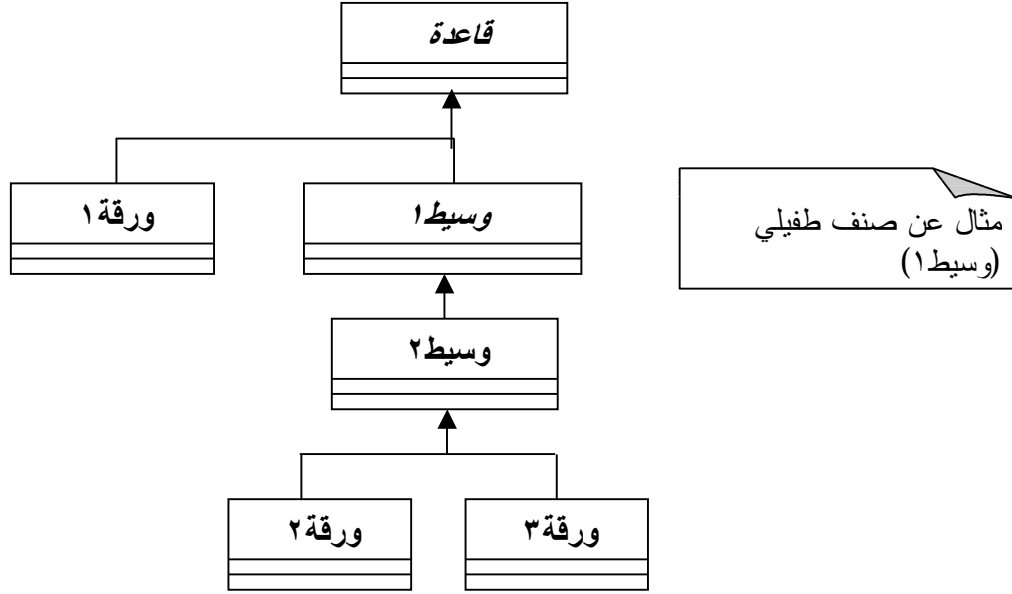 قاعدة
ورقة١
وسيط١
مثال عن صنف طفيلي
(وسيط١)
وسيط٢
ورقة٢
ورقة٣